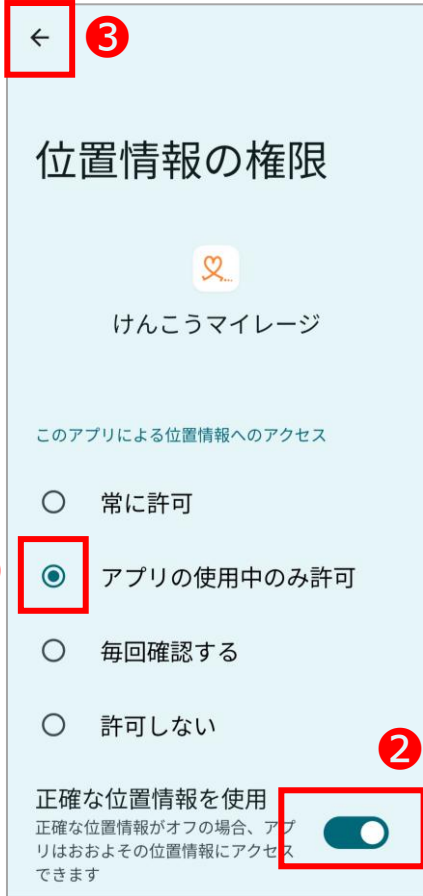 ← ❸
位置情報の権限
けんこうマイレージ
このアプリによる位置情報へのアクセス
常に許可
アプリの使用中のみ許可
毎回確認する
許可しない
❷
正確な位置情報を使用
正確な位置情報がオフの場合、アプ
リはおおよその位置情報にアクセス
できます